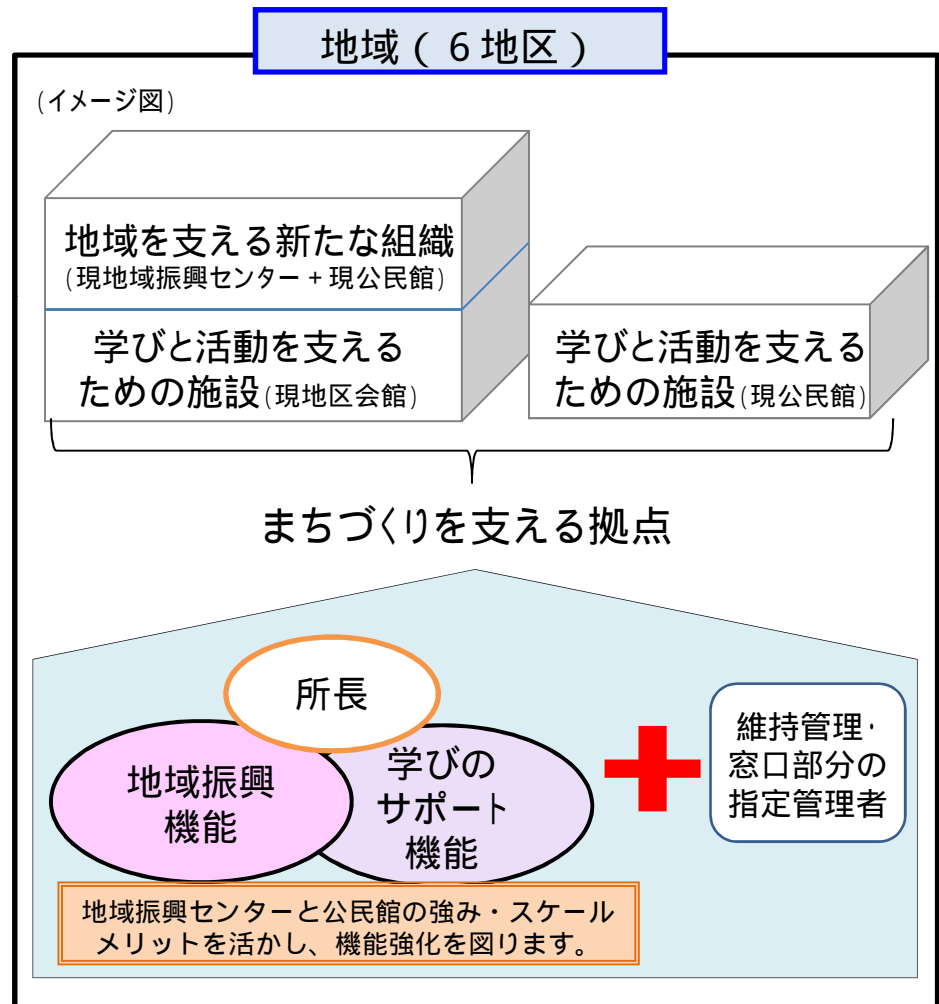 地域(６地区)
(イメージ図)
地域を支える新たな組織
(現地域振興センター＋現公民館)
学びと活動を支える
ための施設(現地区会館)
学びと活動を支える
ための施設(現公民館)
まちづくりを支える拠点
所長
地域振興
機能
学びの
サポート
機能
維持管理・
窓口部分の
指定管理者
地域振興センターと公民館の強み・スケール
メリットを活かし、機能強化を図ります。